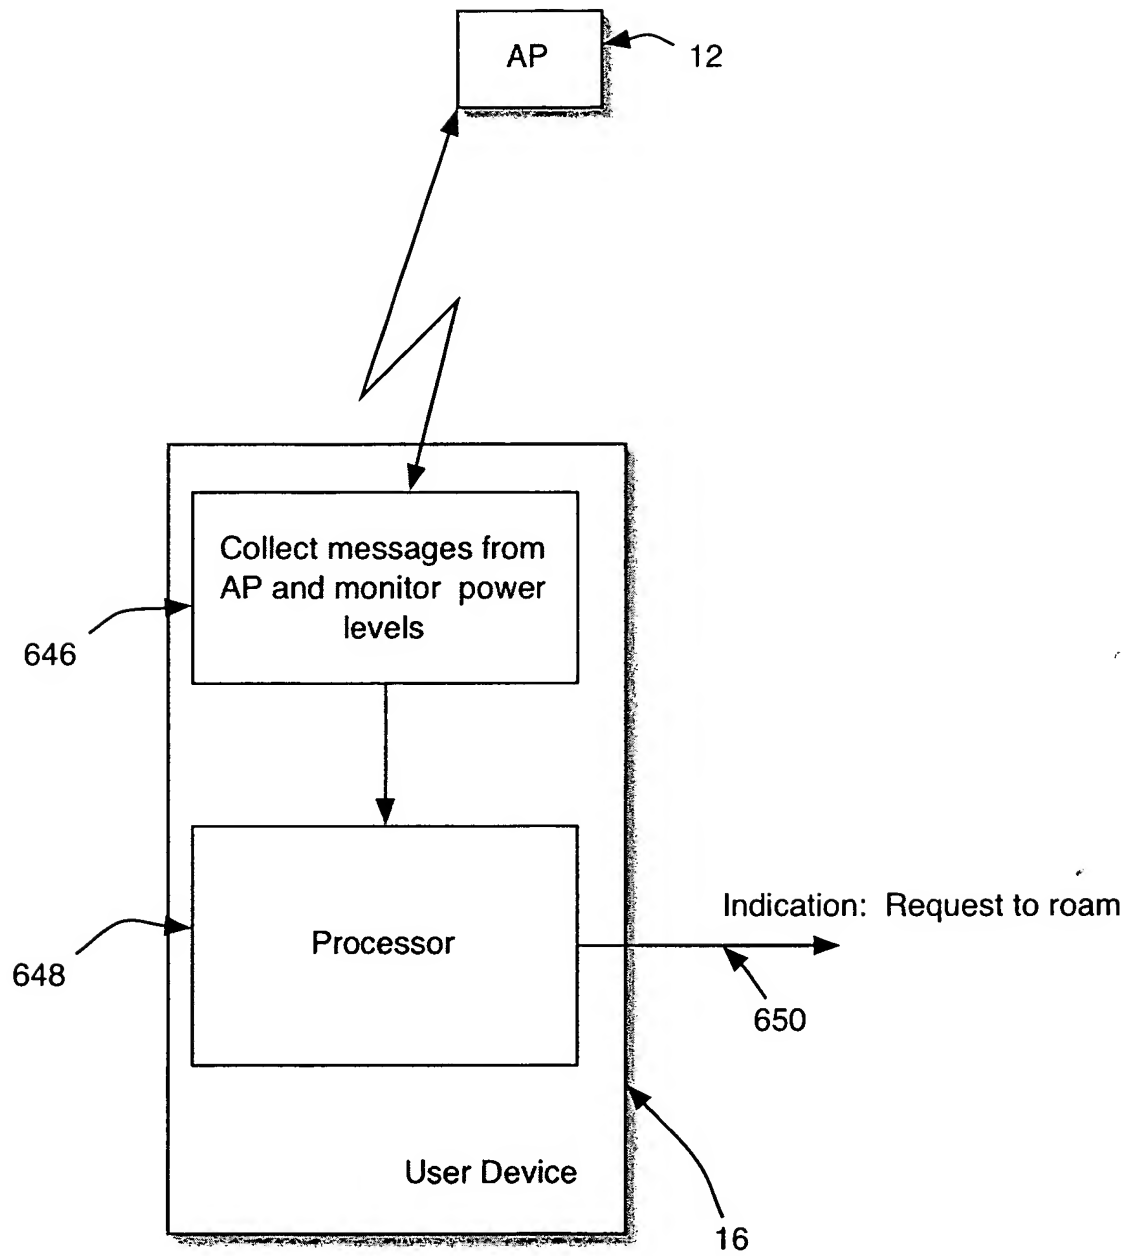 AP
12
Collect messages from
AP and monitor power
levels
646
Indication: Request to roam
Processor
648
650
User Device
16